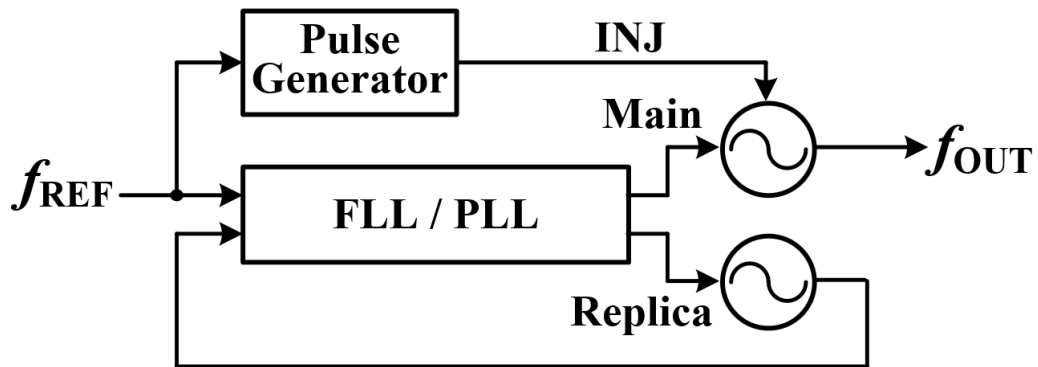 Pulse
Generator
INJ
Main
fREF
fOUT
FLL / PLL
Replica